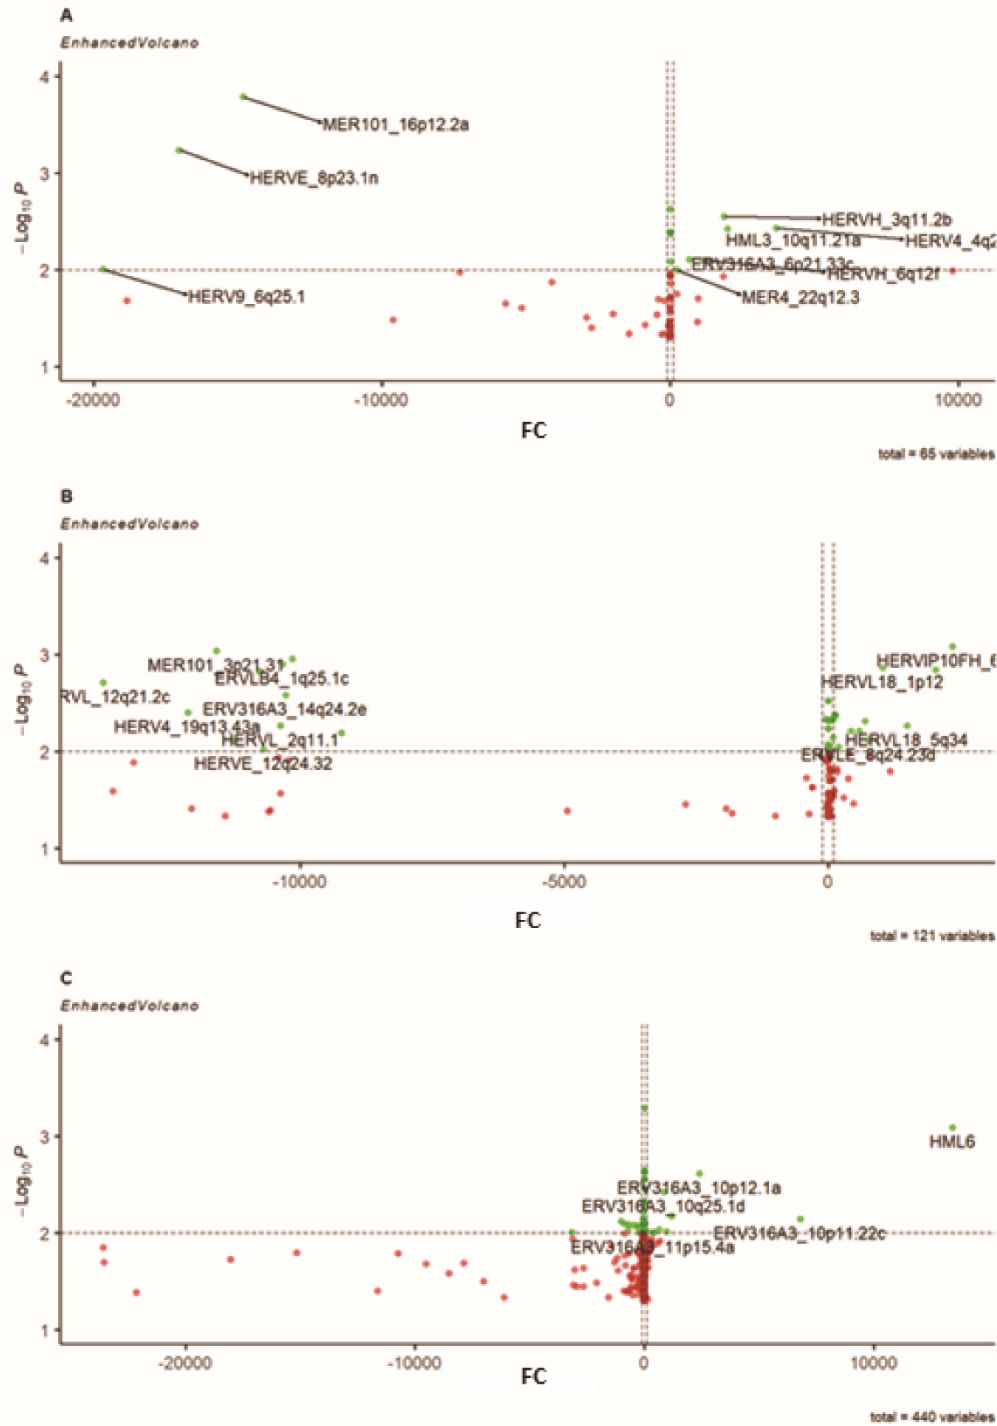 A
EnhancedVolcano
4
MER101_16p12.2a
3
HERVE_8p23.1n
−Log10 P
HERVH_3q11.2b
HML3_10q11.21a
HERV4_4q2
ERV316A3_6p21.33c
2
HERVH_6q12f
HERV9_6q25.1
MER4_22q12.3
1
-20000 -10000 0 10000
FC
total = 65 variables
B
EnhancedVolcano
4
3
MER101_3p21.31
HERVIP10FH_6
ERVLB4_1q25.1c
HERVL18_1p12
RVL_12q21.2c
−Log10 P
ERV316A3_14q24.2e
HERV4_19q13.43a
HERVL_2q11.1
HERVL18_5q34
2
ERVLE_8q24.23d
HERVE_12q24.32
1
-10000 -5000 0
FC
total = 121 variables
C
EnhancedVolcano
4
3
HML6
−Log10 P
ERV316A3_10p12.1a
ERV316A3_10q25.1d
2
ERV316A3_10p11.22c
ERV316A3_11p15.4a
1
-20000 -10000 0 10000
FC
total = 440 variables